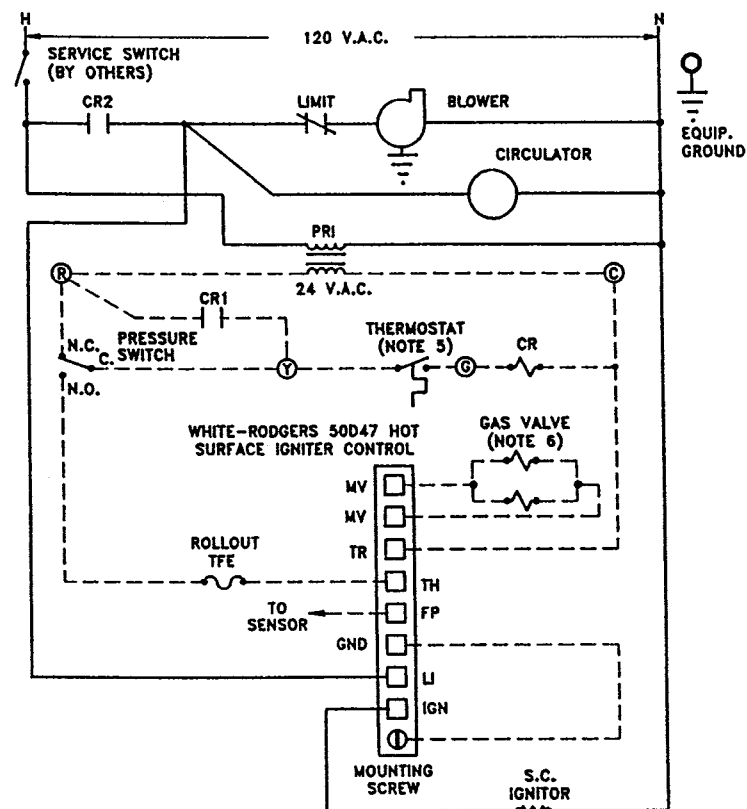 H
N
120 V.A.C.
SERVICE SWITCH
(BY OTHERS)
CR2
LIMIT
BLOWER
EQUIP.
GROUND
CIRCULATOR
PRI
R
24 V.A.C.
C
CR1
N.C.
PRESSURE
SWITCH
C.
N.O.
Y
THERMOSTAT
(NOTE 5)
G
CR
WHITE-RODGERS 50D47 HOT
SURFACE IGNITER CONTROL
GAS VALVE
(NOTE 6)
MV
MV
TR
ROLLOUT
TFE
TH
TO
SENSOR
FP
GND
LI
IGN
MOUNTING
SCREW
S.C.
IGNITOR